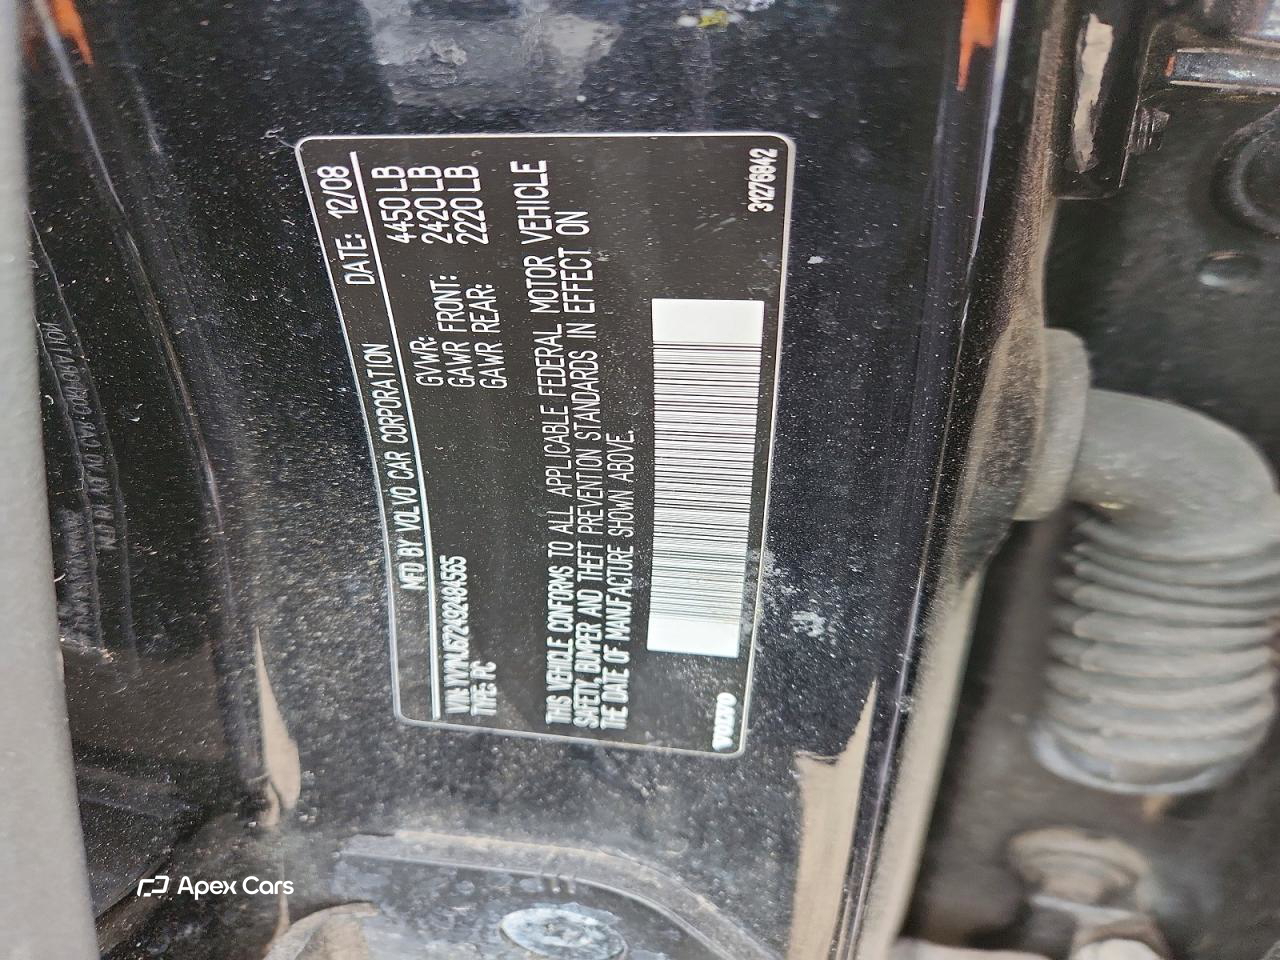 MFD BY VOLVO CAR CORPORATION DATE: 12/08
GVWR: 4450 LB
GAWR FRONT: 2420 LB
GAWR REAR: 2220 LB
VIN:
TYPE: PC
THIS VEHICLE CONFORMS TO ALL APPLICABLE FEDERAL MOTOR VEHICLE
SAFETY, BUMPER AND THEFT PREVENTION STANDARDS IN EFFECT ON
THE DATE OF MANUFACTURE SHOWN ABOVE.
VOLVO 31276842
Apex Cars